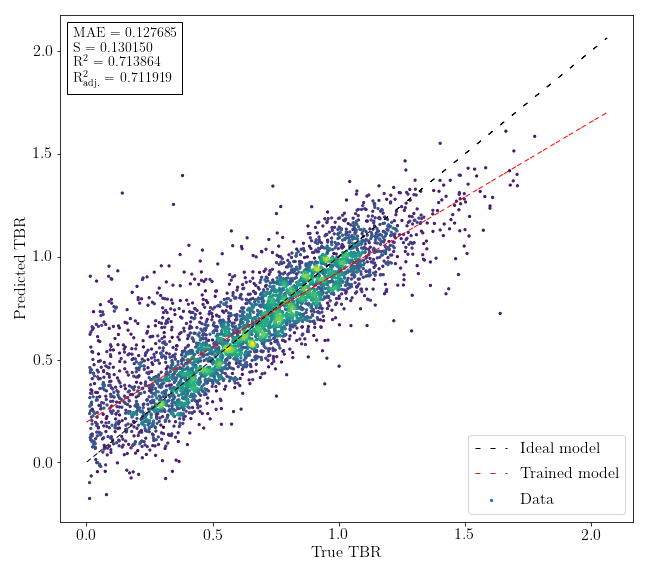 MAE = 0.127685
S = 0.130150
R² = 0.713864
R²adj. = 0.711919
2.0
1.5
1.0
0.5
0.0
Predicted TBR
Ideal model
Trained model
Data
0.0 0.5 1.0 1.5 2.0
True TBR